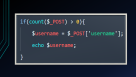 if(count($_POST) > 0){
$username = $_POST['username'];
echo $username;
}